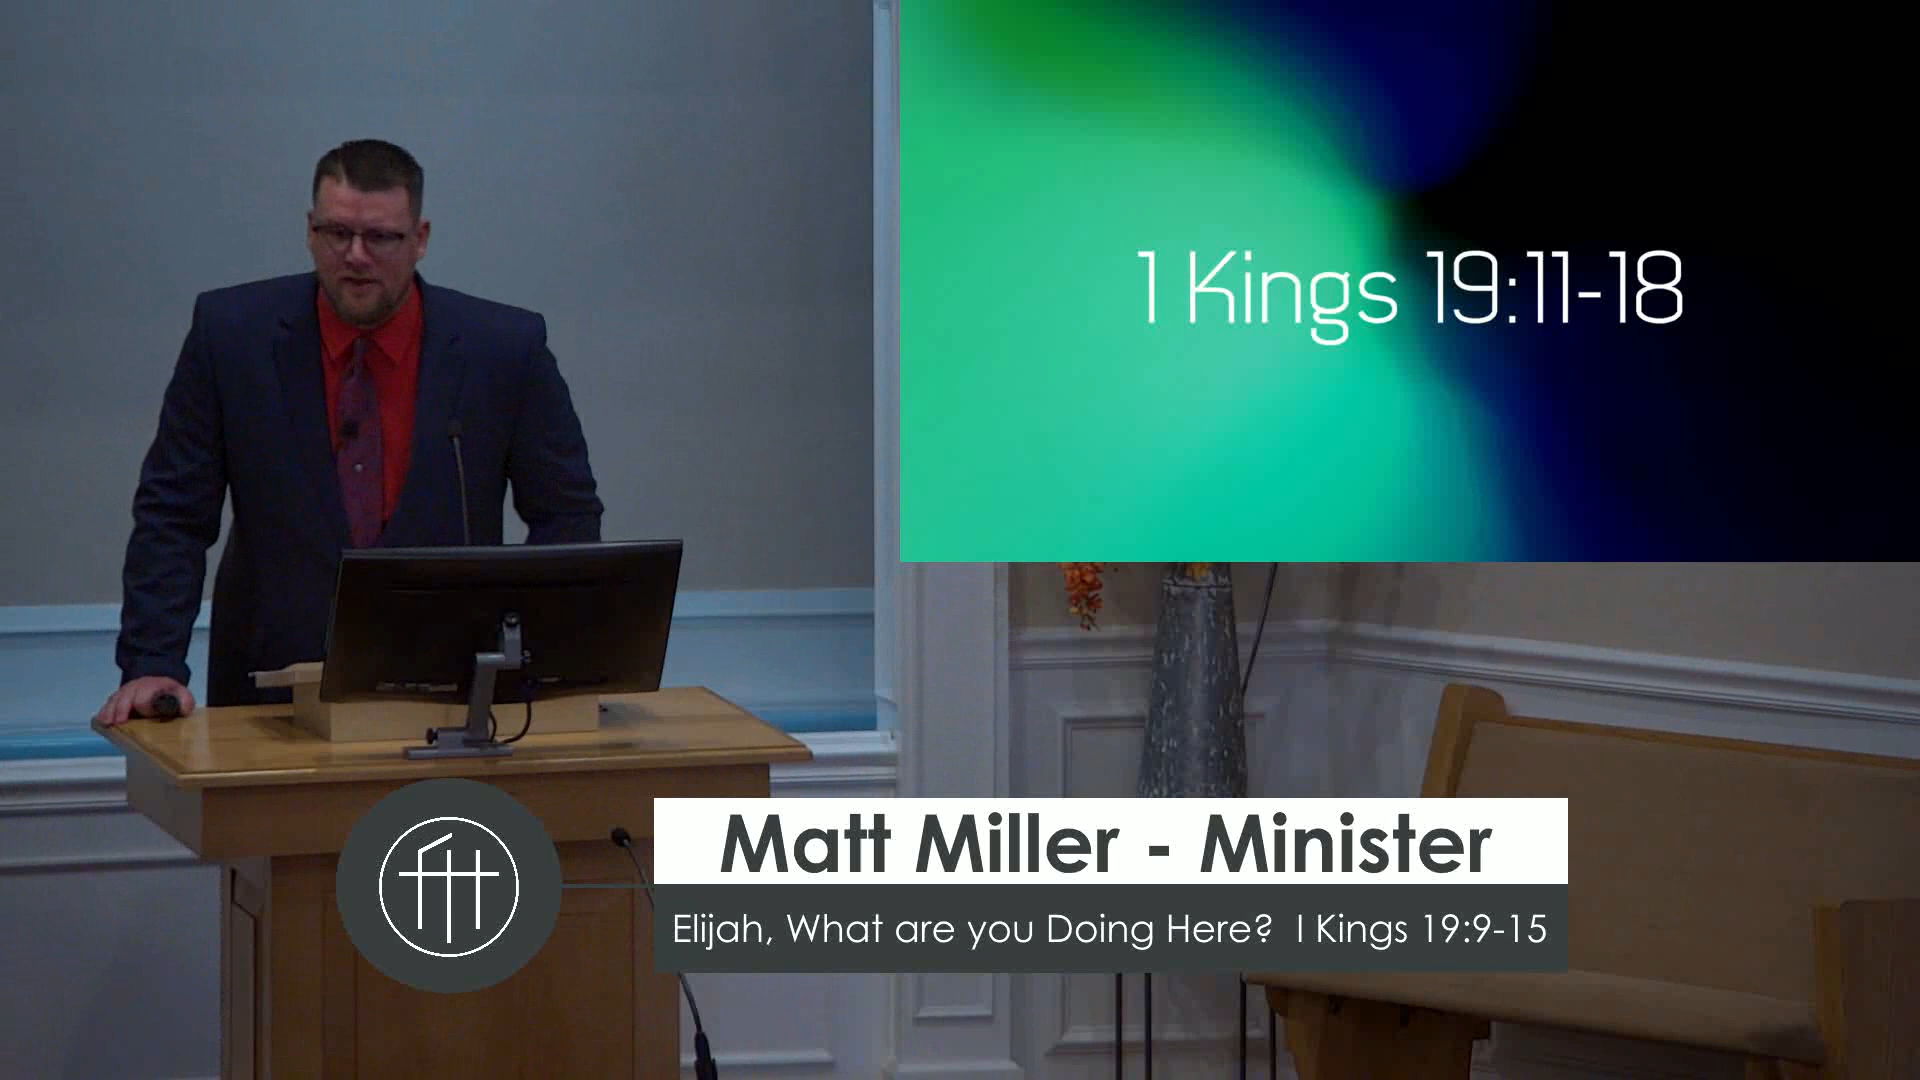 1 Kings 19:11-18
Matt Miller - Minister
Elijah, What are you Doing Here?  I Kings 19:9-15